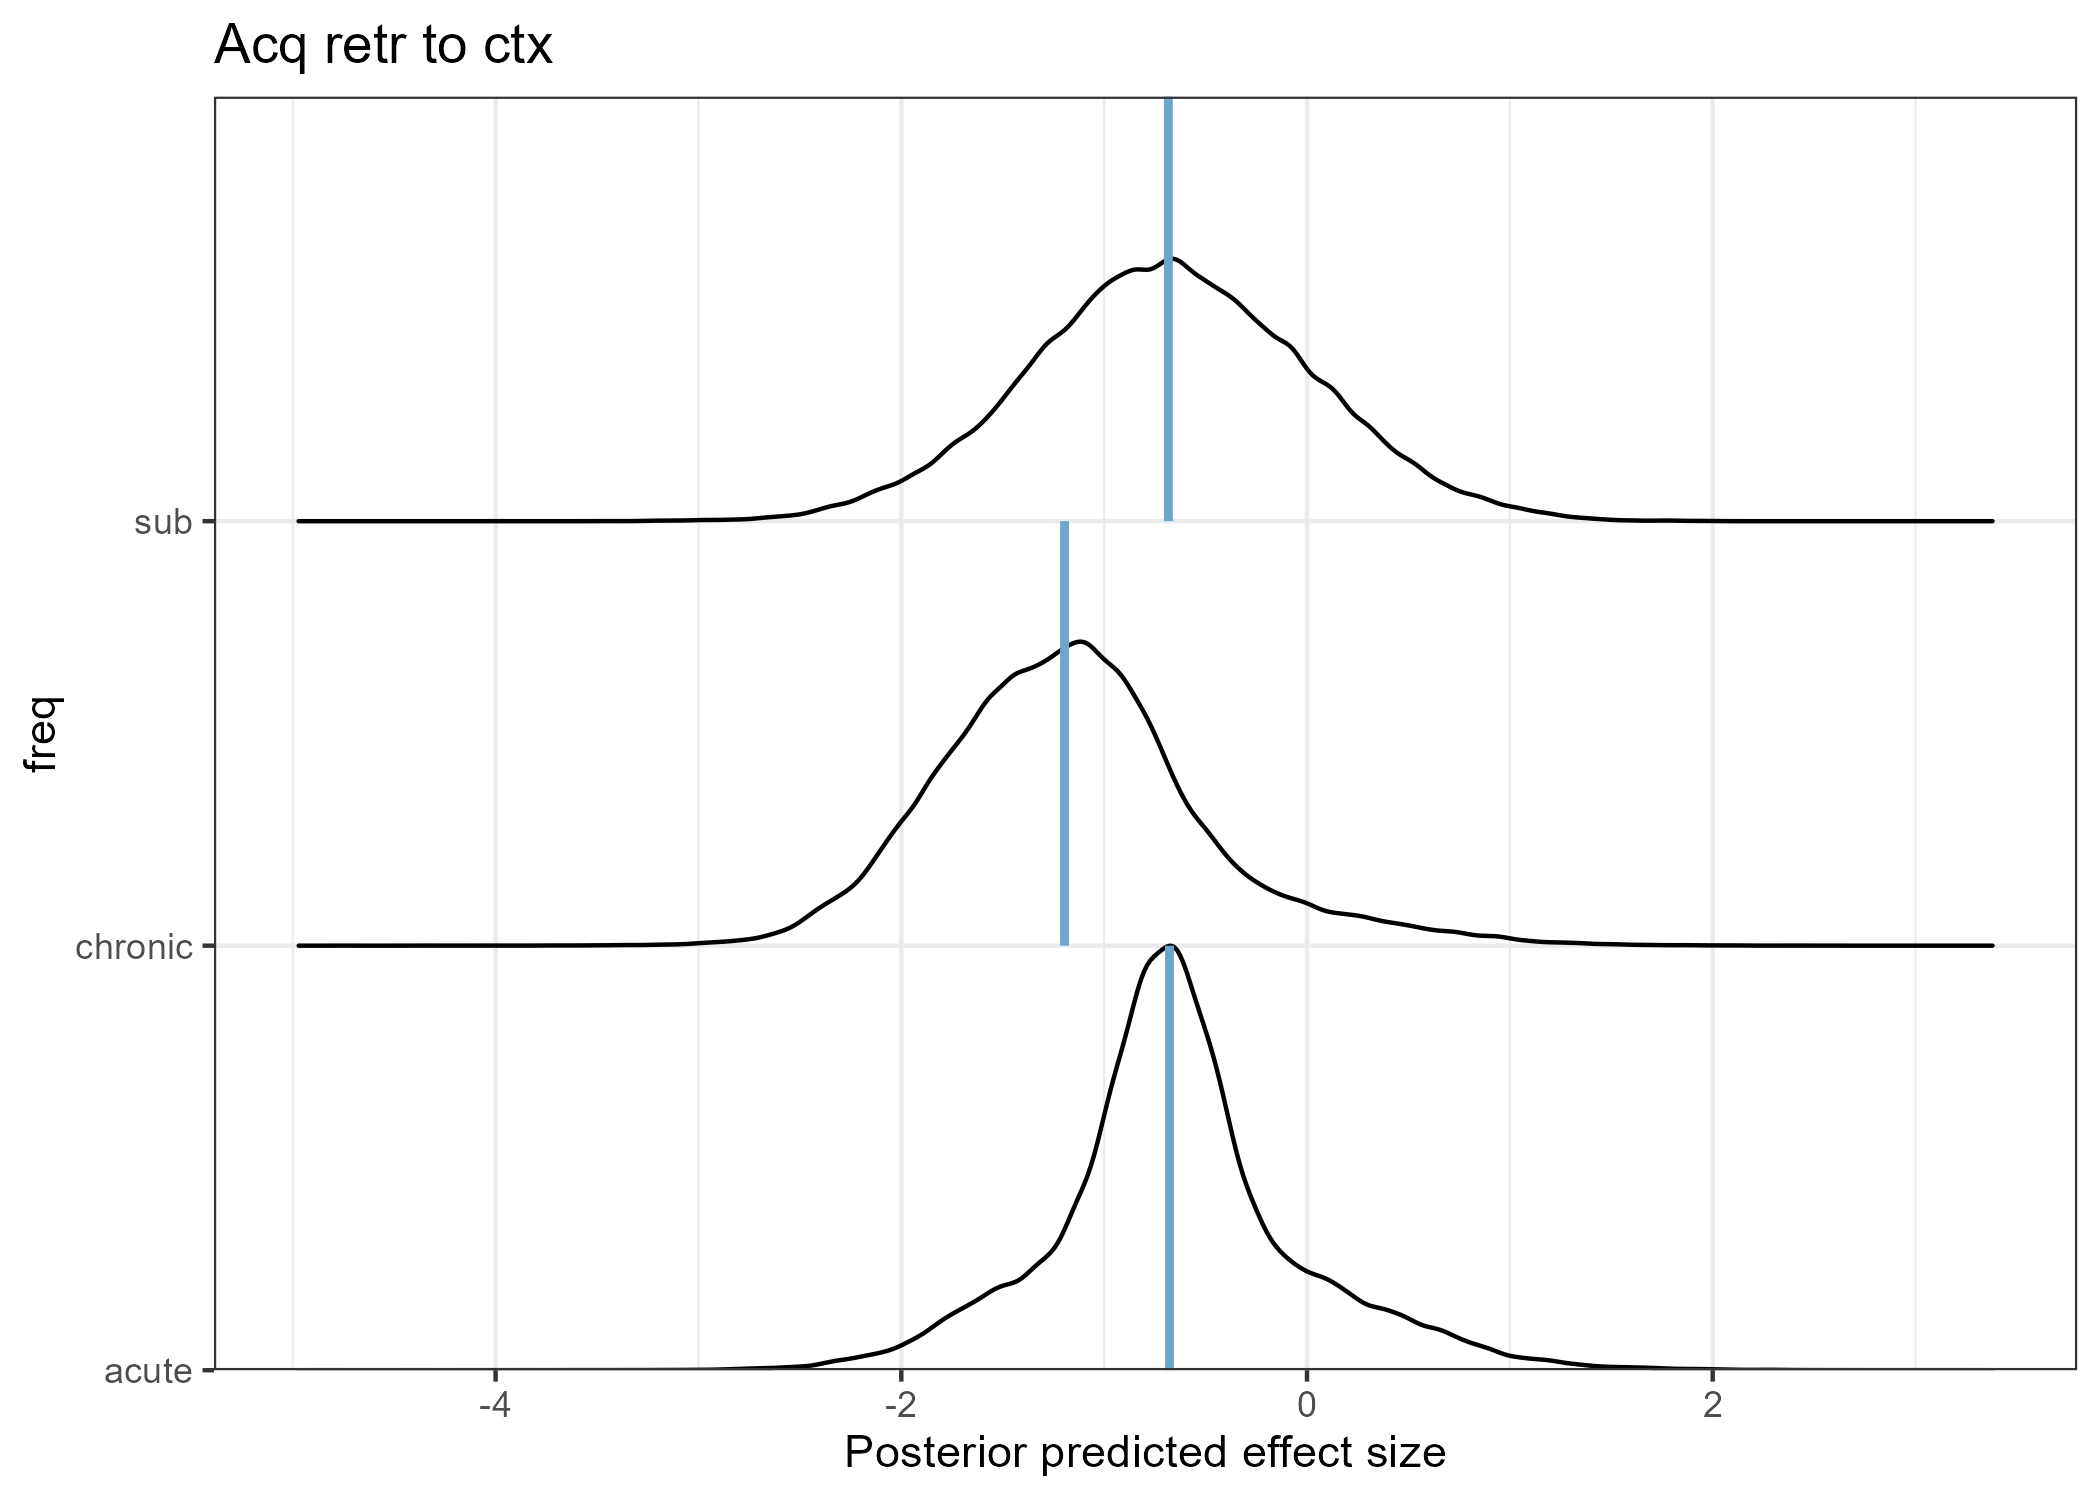 Acq retr to ctx
freq
sub
chronic
acute
-4
-2
0
2
Posterior predicted effect size